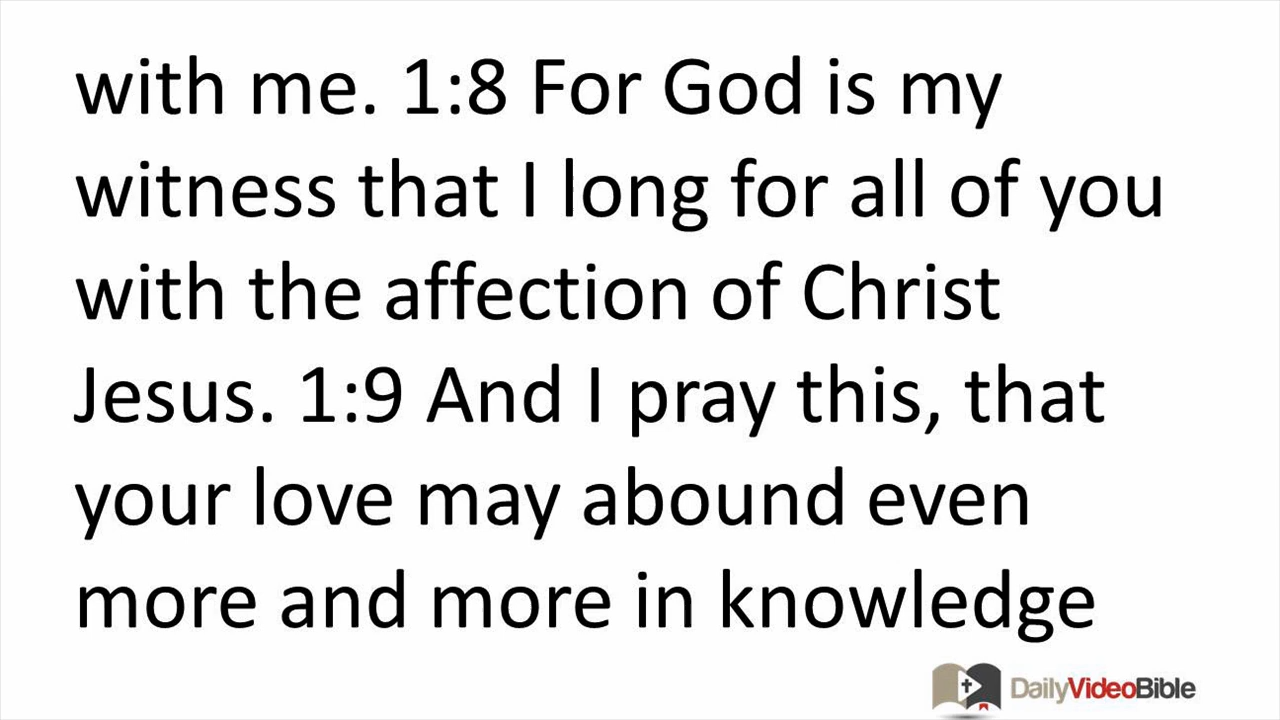 with me. 1:8 For God is my
witness that I long for all of you
with the affection of Christ
Jesus. 1:9 And I pray this, that
your love may abound even
more and more in knowledge
DailyVideoBible